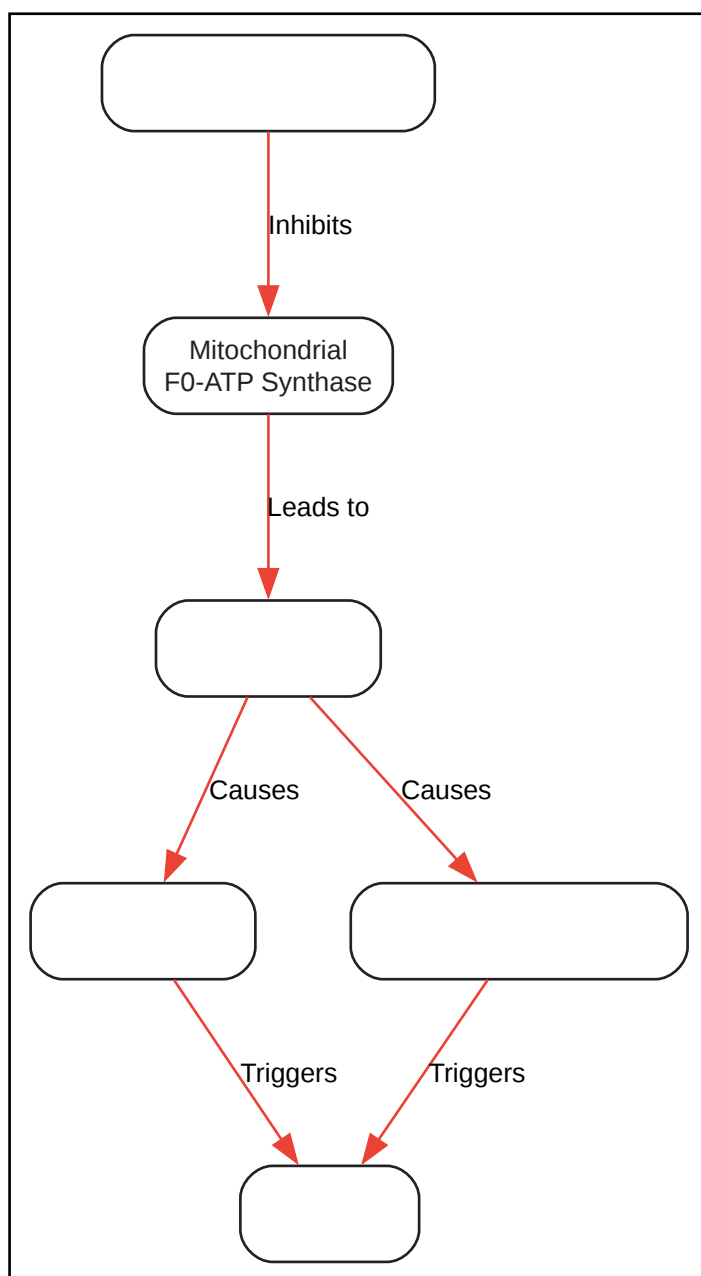 Inhibits
Mitochondrial
F0-ATP Synthase
Leads to
Causes
Causes
Triggers
Triggers